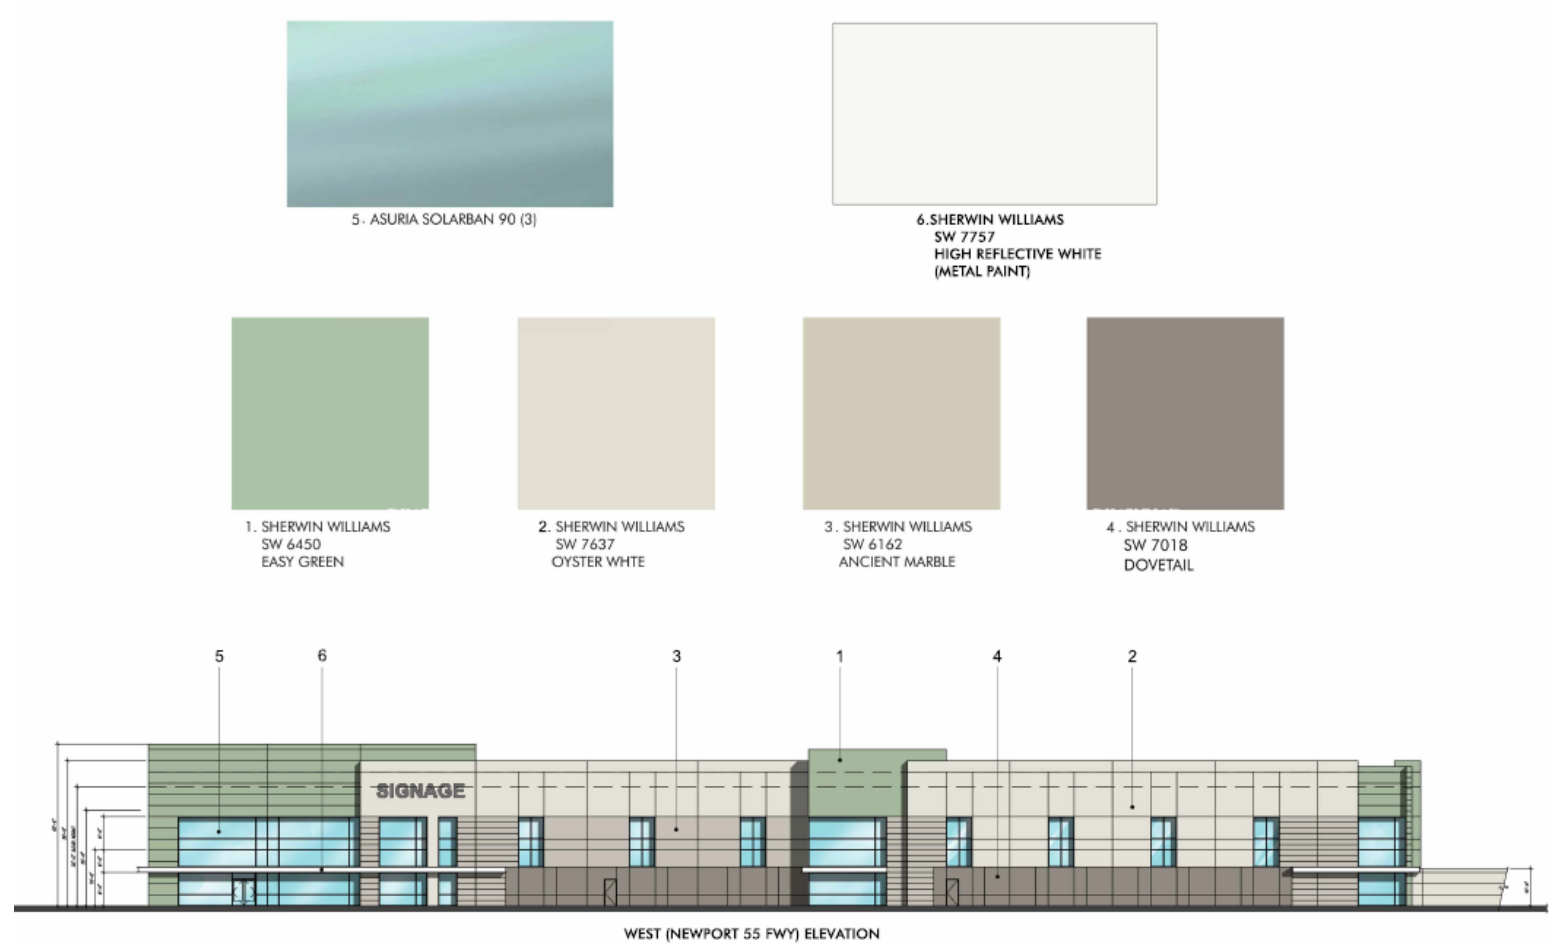 5. ASURIA SOLARBAN 90 (3)
6.SHERWIN WILLIAMS
SW 7757
HIGH REFLECTIVE WHITE
(METAL PAINT)
1. SHERWIN WILLIAMS
SW 6450
EASY GREEN
2. SHERWIN WILLIAMS
SW 7637
OYSTER WHTE
3. SHERWIN WILLIAMS
SW 6162
ANCIENT MARBLE
4. SHERWIN WILLIAMS
SW 7018
DOVETAIL
5 6 3 1 4 2
SIGNAGE
WEST (NEWPORT 55 FWY) ELEVATION